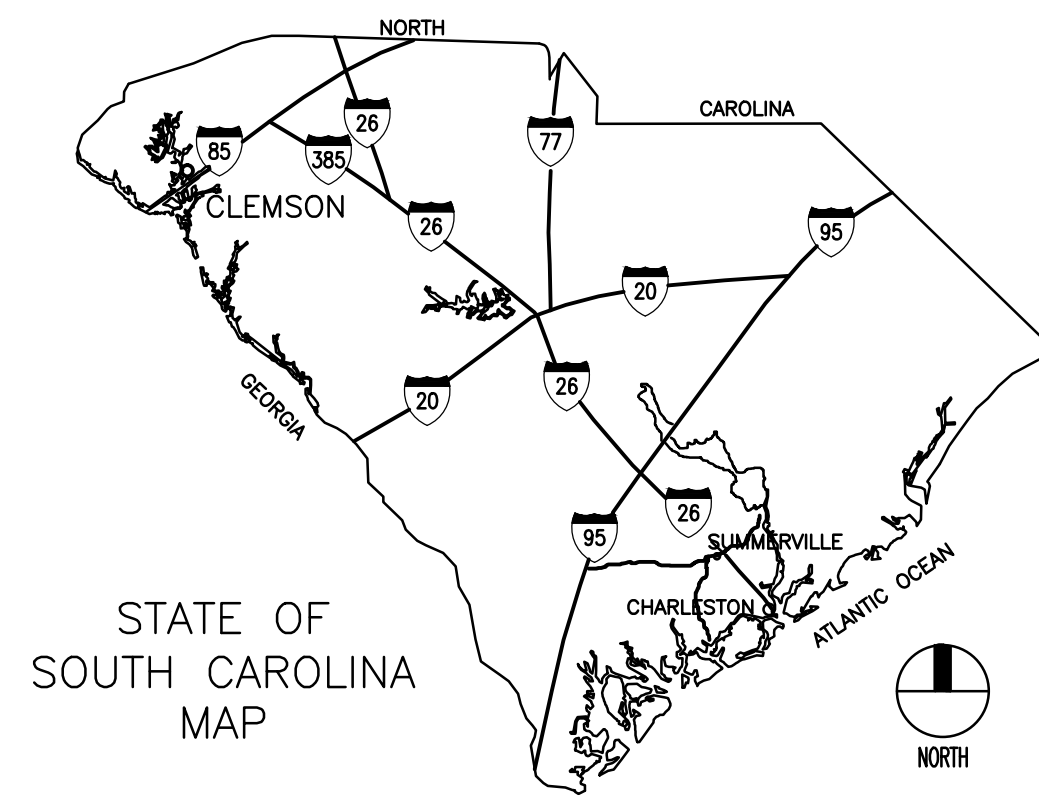 NORTH
CAROLINA
26
85
385
77
CLEMSON
26
95
20
GEORGIA
20
26
26
95
SUMMERVILLE
CHARLESTON
ATLANTIC OCEAN
STATE OF
SOUTH CAROLINA
MAP
NORTH